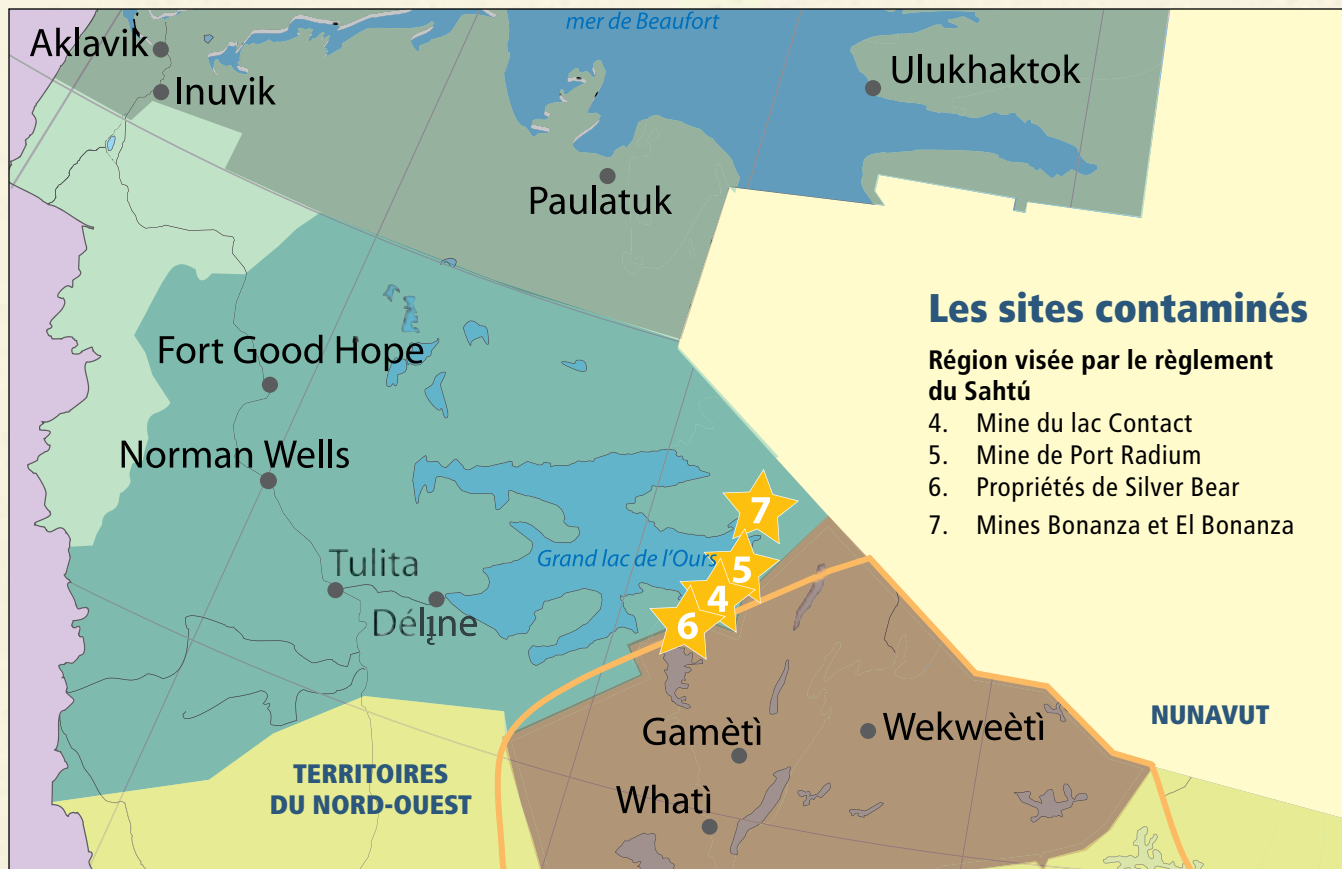 mer de Beaufort
Aklavik
Inuvik
Ulukhaktok
Paulatuk
Les sites contaminés
Région visée par le règlement
du Sahtú
4. Mine du lac Contact
5. Mine de Port Radium
6. Propriétés de Silver Bear
7. Mines Bonanza et El Bonanza
Fort Good Hope
Norman Wells
7
Grand lac de l'Ours
5
4
6
Tulita
Délı̨ne
NUNAVUT
Gamètì
Wekweètì
TERRITOIRES
DU NORD-OUEST
Whatì